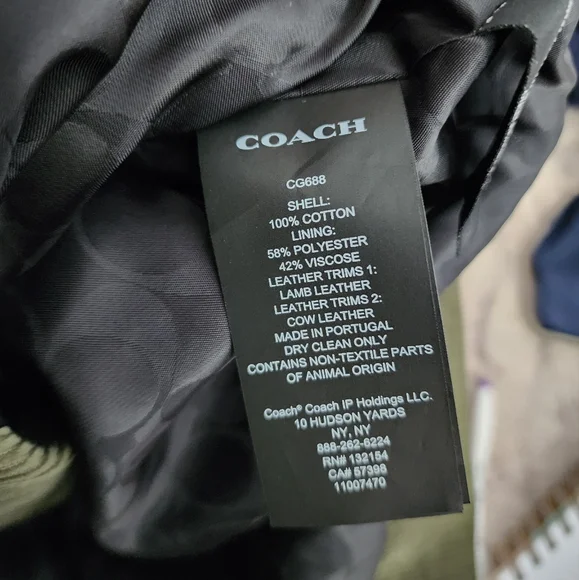 COACH
CG688
SHELL:
100% COTTON
LINING:
58% POLYESTER
42% VISCOSE
LEATHER TRIMS 1:
LAMB LEATHER
LEATHER TRIMS 2:
COW LEATHER
MADE IN PORTUGAL
DRY CLEAN ONLY
CONTAINS NON-TEXTILE PARTS
OF ANIMAL ORIGIN
Coach® Coach IP Holdings LLC.
10 HUDSON YARDS
NY, NY
888-262-6224
RN# 132154
CA# 57398
11007470